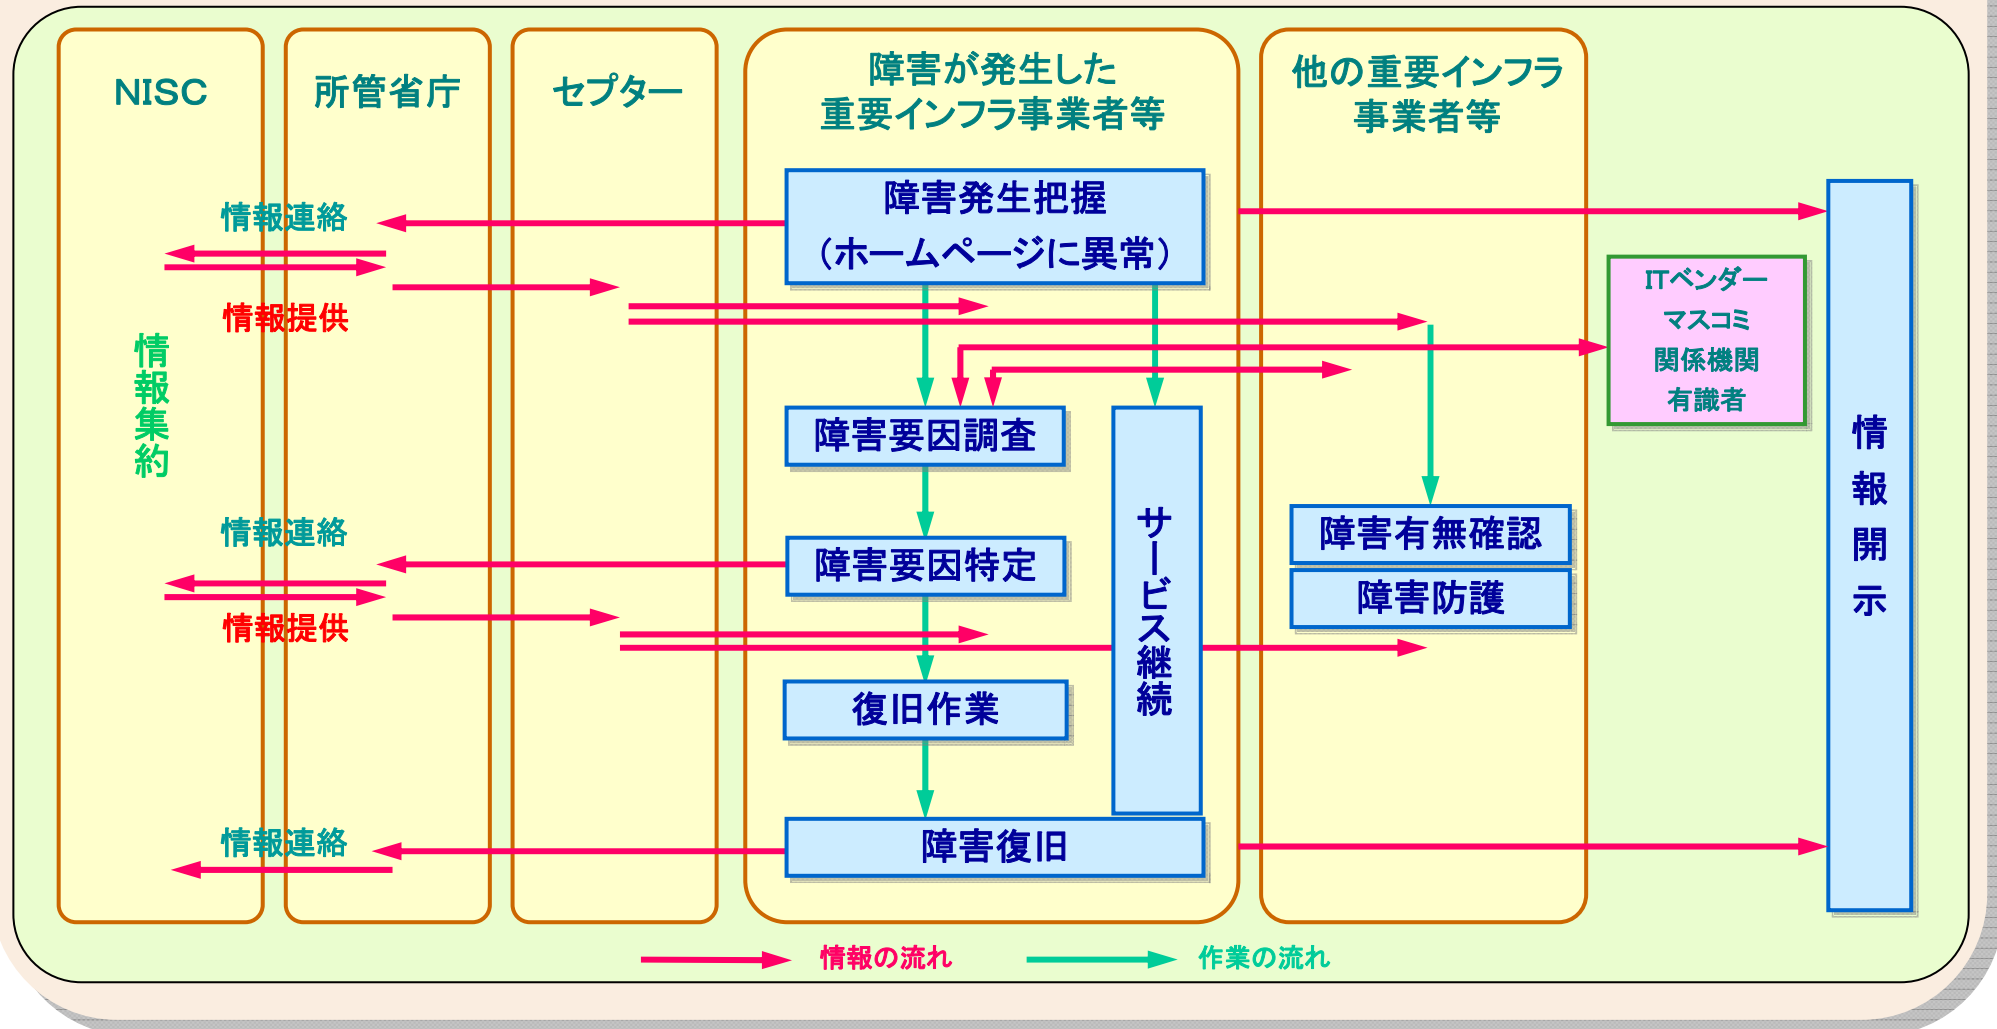 NISC
所管省庁
セプター
障害が発生した
重要インフラ事業者等
他の重要インフラ
事業者等
障害発生把握
（ホームページに異常）
情報連絡
情報提供
情報集約
ITベンダー
マスコミ
関係機関
有識者
障害要因調査
情報開示
サービス継続
障害有無確認
情報連絡
障害要因特定
障害防護
情報提供
復旧作業
情報連絡
障害復旧
情報の流れ
作業の流れ